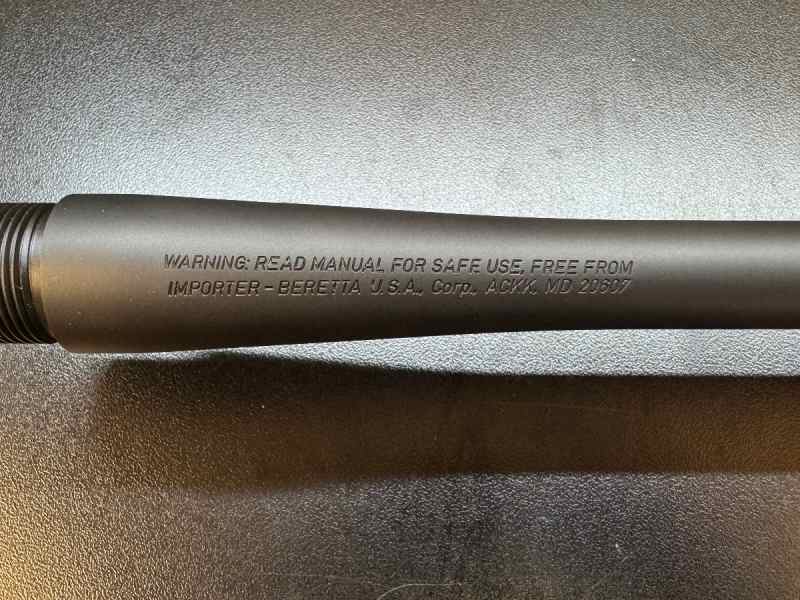 WARNING: READ MANUAL FOR SAFE USE, FREE FROM
IMPORTER - BERETTA U.S.A., Corp., ACKK, MD 20607